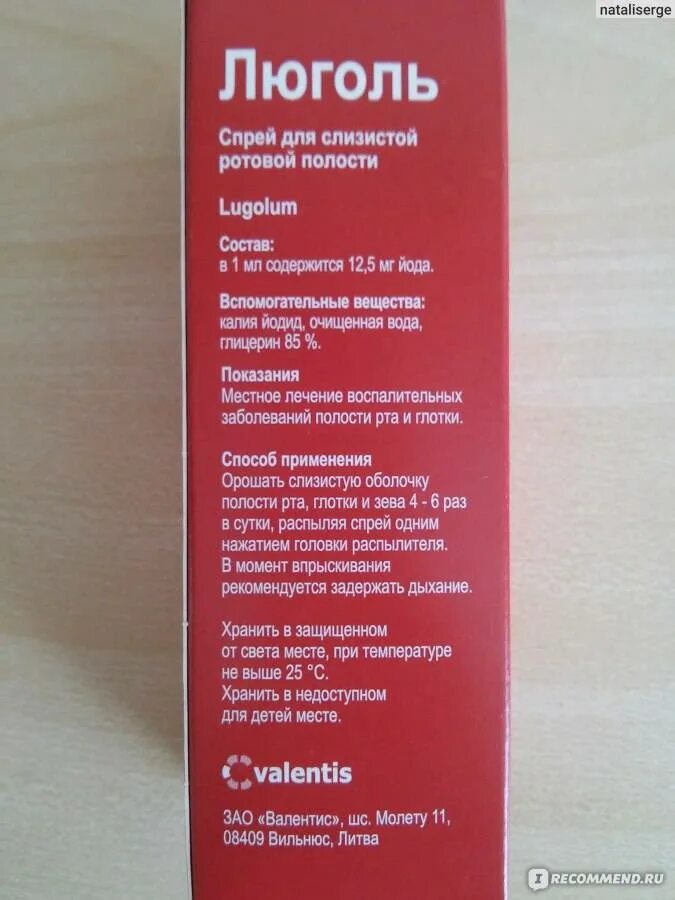 nataliserge
Люголь
Спрей для слизистой
ротовой полости
Lugolum
Состав:
в 1 мл содержится 12,5 мг йода.
Вспомогательные вещества:
калия йодид, очищенная вода,
глицерин 85 %.
Показания
Местное лечение воспалительных
заболеваний полости рта и глотки.
Способ применения
Орошать слизистую оболочку
полости рта, глотки и зева 4 - 6 раз
в сутки, распыляя спрей одним
нажатием головки распылителя.
В момент впрыскивания
рекомендуется задержать дыхание.
Хранить в защищенном
от света месте, при температуре
не выше 25 °С.
Хранить в недоступном
для детей месте.
valentis
ЗАО «Валентис», шс. Молету 11,
08409 Вильнюс, Литва
IRECOMMEND.RU